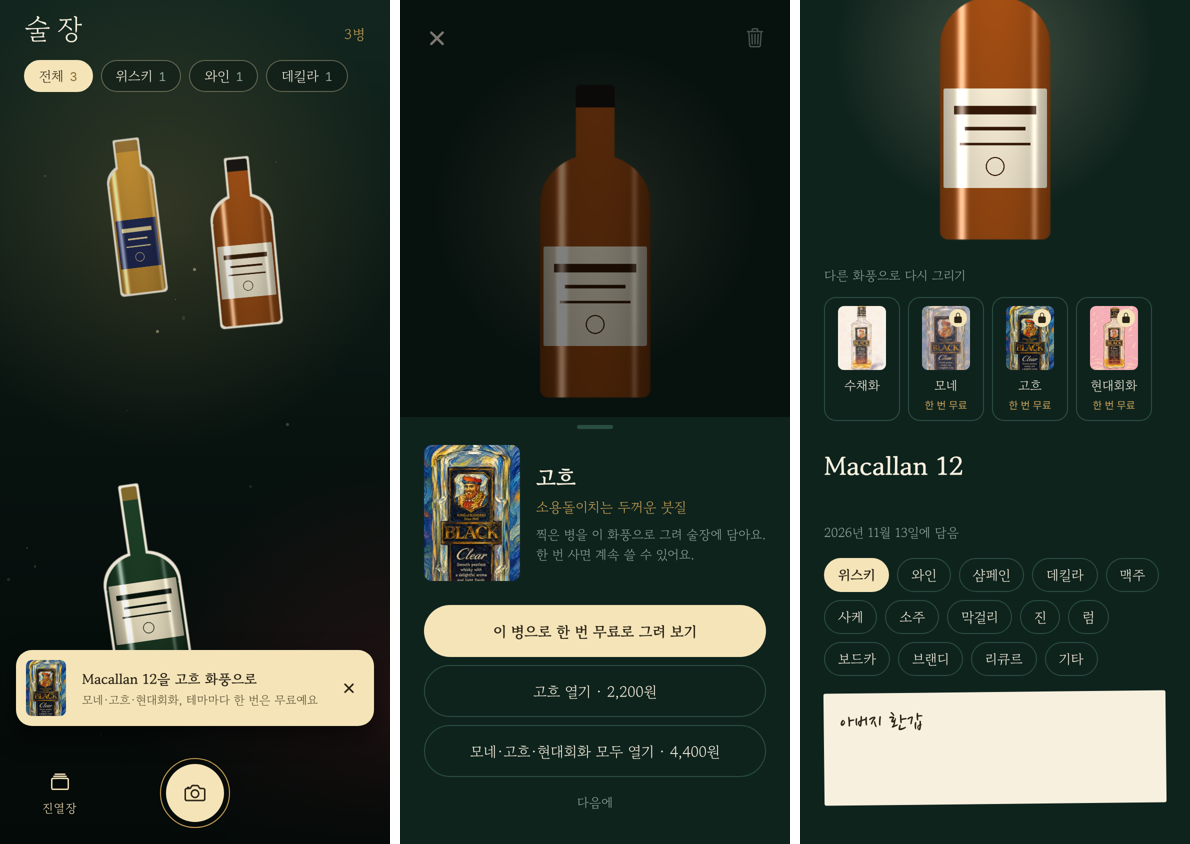 술장
3병
전체 3
위스키 1
와인 1
데킬라 1
Macallan 12을 고흐 화풍으로
모네·고흐·현대회화, 테마마다 한 번은 무료예요
진열장
BLACK
Clear
고흐
소용돌이치는 두꺼운 붓질
찍은 병을 이 화풍으로 그려 술장에 담아요.
한 번 사면 계속 쓸 수 있어요.
이 병으로 한 번 무료로 그려 보기
고흐 열기 · 2,200원
모네·고흐·현대회화 모두 열기 · 4,400원
다음에
다른 화풍으로 다시 그리기
수채화
BLACK
모네
한 번 무료
BLACK
Clear
고흐
한 번 무료
현대회화
한 번 무료
Macallan 12
2026년 11월 13일에 담음
위스키
와인
샴페인
데킬라
맥주
사케
소주
막걸리
진
럼
보드카
브랜디
리큐르
기타
아버지 환갑